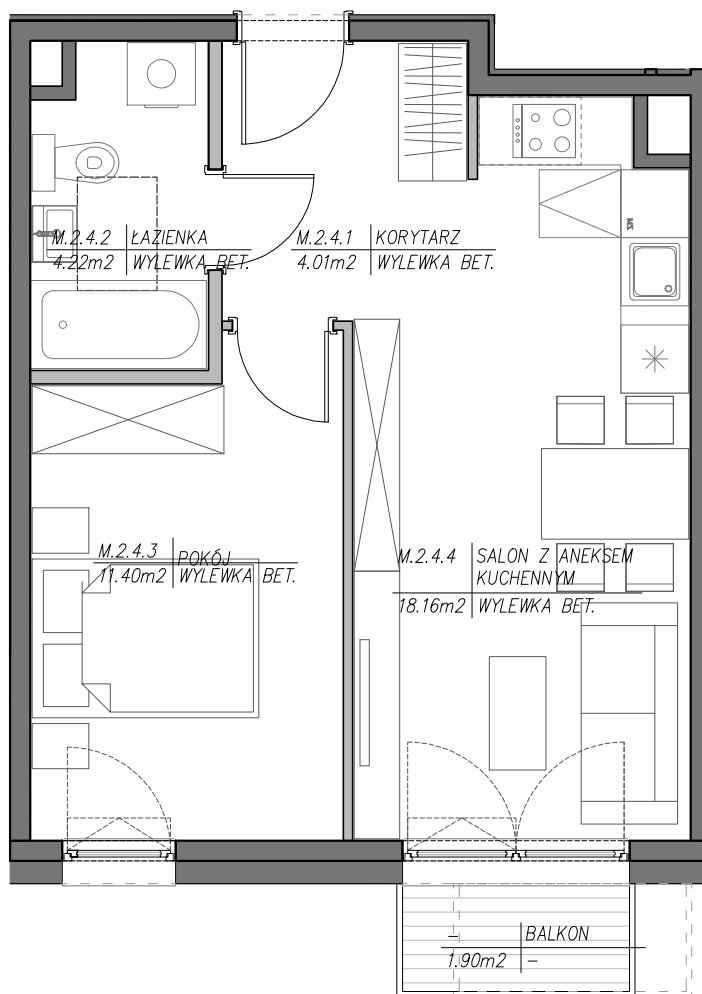 M.2.4.2 ŁAZIENKA
4.22m2 WYLEWKA BET.
M.2.4.1 KORYTARZ
4.01m2 WYLEWKA BET.
ZM
M.2.4.3 POKÓJ
11.40m2 WYLEWKA BET.
M.2.4.4 SALON Z ANEKSEM
KUCHENNYM
18.16m2 WYLEWKA BET.
- BALKON
1.90m2 -